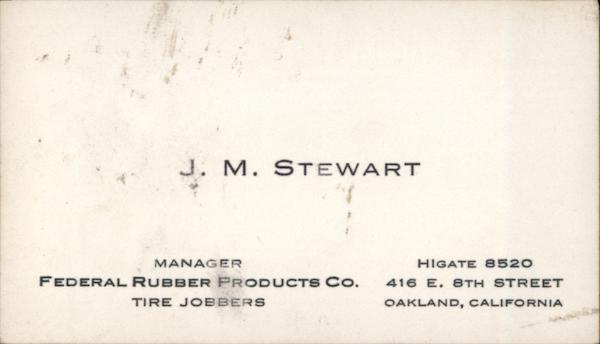 J. M. STEWART
MANAGER
FEDERAL RUBBER PRODUCTS CO.
TIRE JOBBERS
HIGATE 8520
416 E. 8TH STREET
OAKLAND, CALIFORNIA